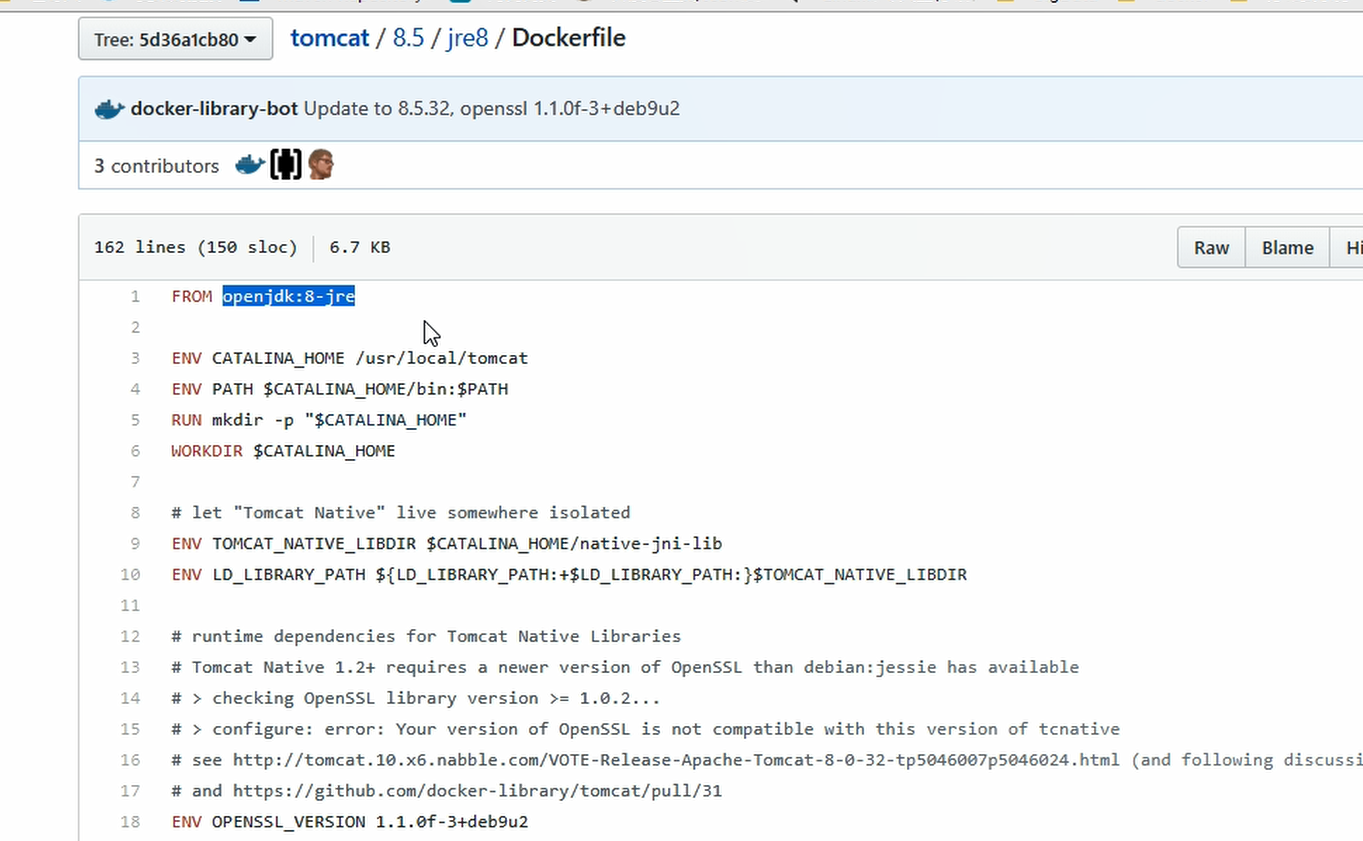 Tree: 5d36a1cb80
tomcat / 8.5 / jre8 / Dockerfile
docker-library-bot Update to 8.5.32, openssl 1.1.0f-3+deb9u2
3 contributors
162 lines (150 sloc) 6.7 KB
Raw Blame Hi
1 FROM openjdk:8-jre
2
3 ENV CATALINA_HOME /usr/local/tomcat
4 ENV PATH $CATALINA_HOME/bin:$PATH
5 RUN mkdir -p "$CATALINA_HOME"
6 WORKDIR $CATALINA_HOME
7
8 # let "Tomcat Native" live somewhere isolated
9 ENV TOMCAT_NATIVE_LIBDIR $CATALINA_HOME/native-jni-lib
10 ENV LD_LIBRARY_PATH ${LD_LIBRARY_PATH:+$LD_LIBRARY_PATH:}$TOMCAT_NATIVE_LIBDIR
11
12 # runtime dependencies for Tomcat Native Libraries
13 # Tomcat Native 1.2+ requires a newer version of OpenSSL than debian:jessie has available
14 # > checking OpenSSL library version >= 1.0.2...
15 # > configure: error: Your version of OpenSSL is not compatible with this version of tcnative
16 # see http://tomcat.10.x6.nabble.com/VOTE-Release-Apache-Tomcat-8-0-32-tp5046007p5046024.html (and following discussi
17 # and https://github.com/docker-library/tomcat/pull/31
18 ENV OPENSSL_VERSION 1.1.0f-3+deb9u2